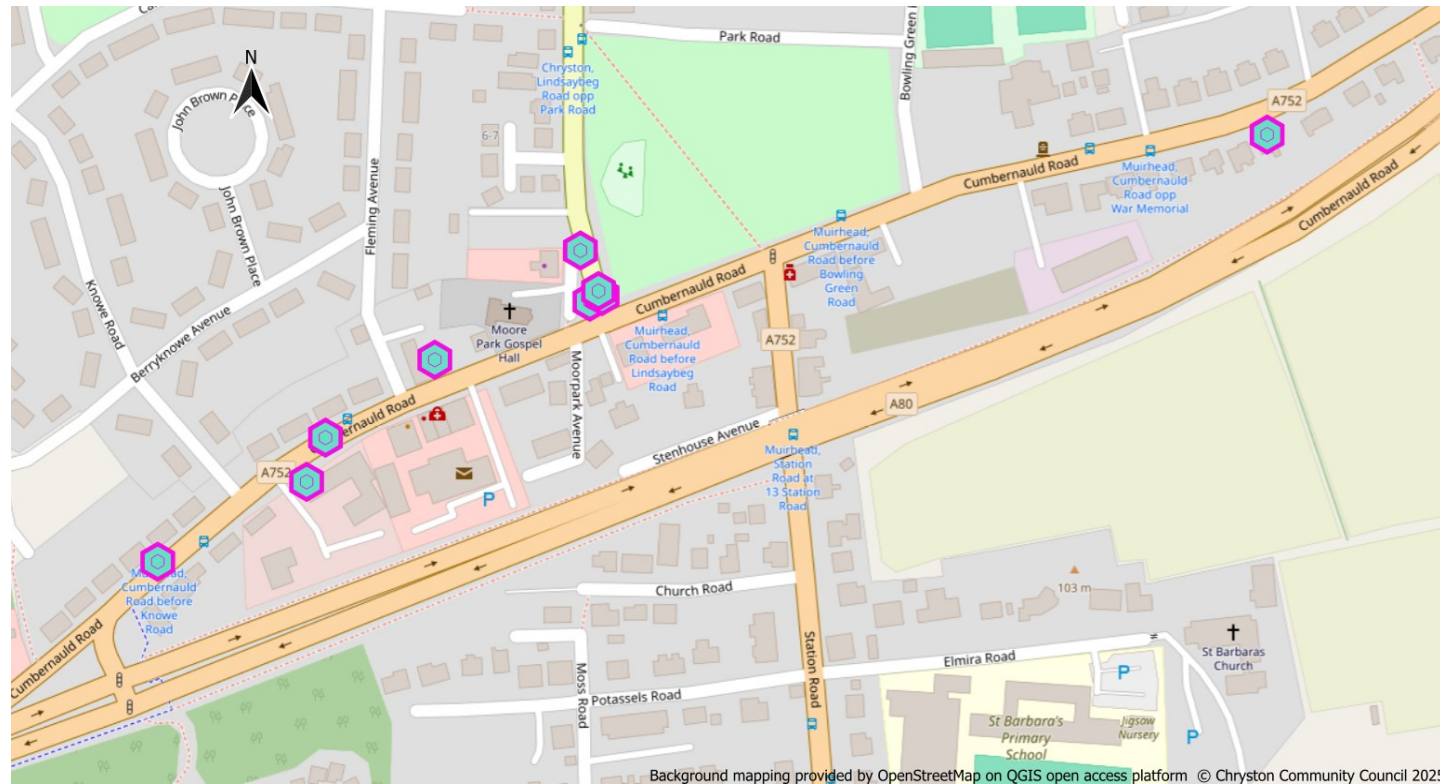 Park Road
Bowling Green
Chryston,
Lindsaybeg
Road opp
Park Road
N
John Brown Place
6-7
A752
Fleming Avenue
Cumbernauld Road
Muirhead,
Cumbernauld
Road opp
War Memorial
Cumbernauld Road
John Brown Place
Muirhead,
Cumbernauld
Road before
Bowling
Green
Road
Knowe Road
Berryknowe Avenue
Cumbernauld Road
Moore
Park Gospel
Hall
Muirhead,
Cumbernauld
Road before
Lindsaybeg
Road
A752
Moorpark Avenue
A80
Cumbernauld Road
Stenhouse Avenue
Muirhead,
Station
Road at
13 Station
Road
A752
P
Muirhead,
Cumbernauld
Road before
Knowe
Road
Church Road
103 m
Cumbernauld Road
Station Road
Elmira Road
St Barbaras
Church
Moss Road
Potassels Road
P
St Barbara's
Primary
School
Jigsaw
Nursery
P
Background mapping provided by OpenStreetMap on QGIS open access platform © Chryston Community Council